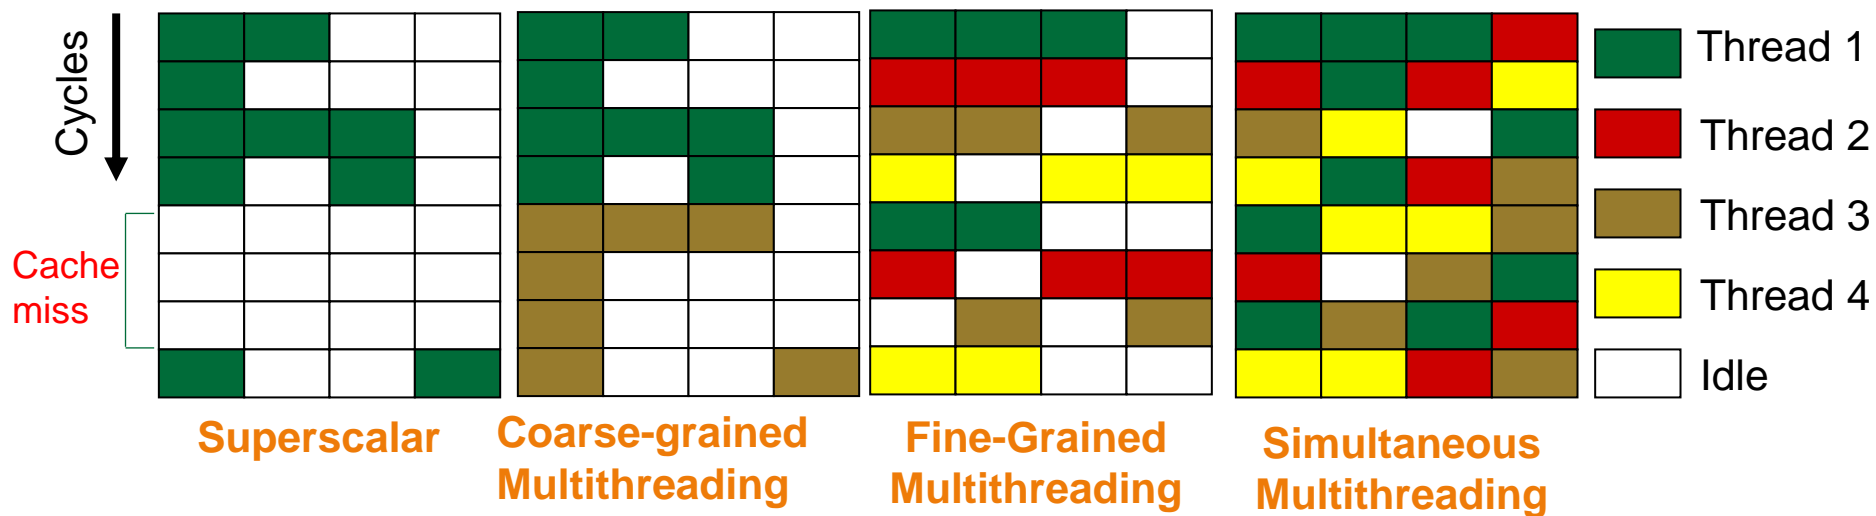 Cycles
Cache
miss
Superscalar
Coarse-grained
Multithreading
Fine-Grained
Multithreading
Simultaneous
Multithreading
Thread 1
Thread 2
Thread 3
Thread 4
Idle